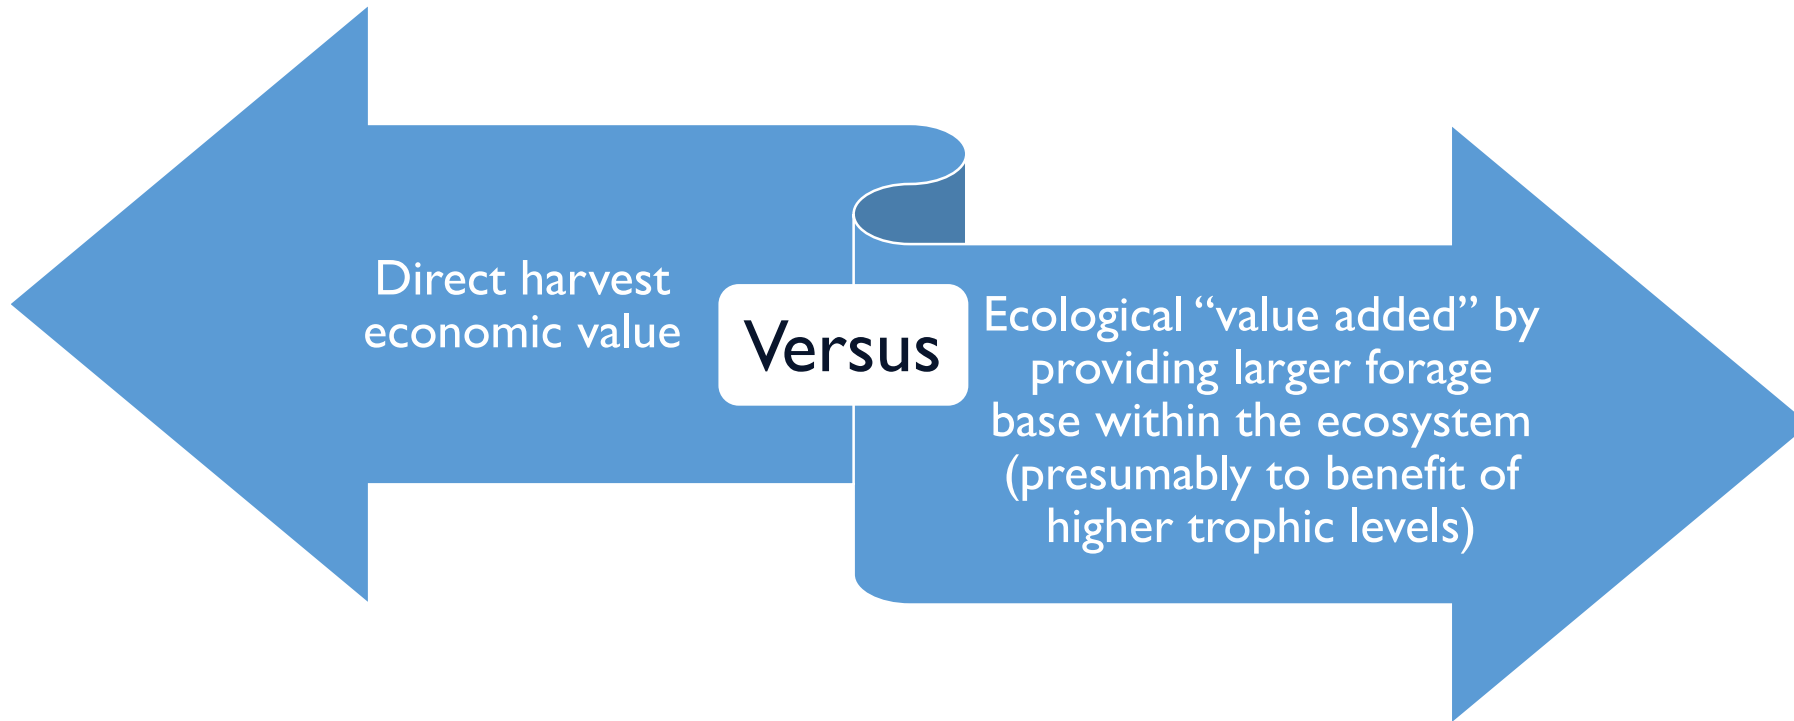 Direct harvest
economic value
Versus
Ecological “value added” by
providing larger forage
base within the ecosystem
(presumably to benefit of
higher trophic levels)